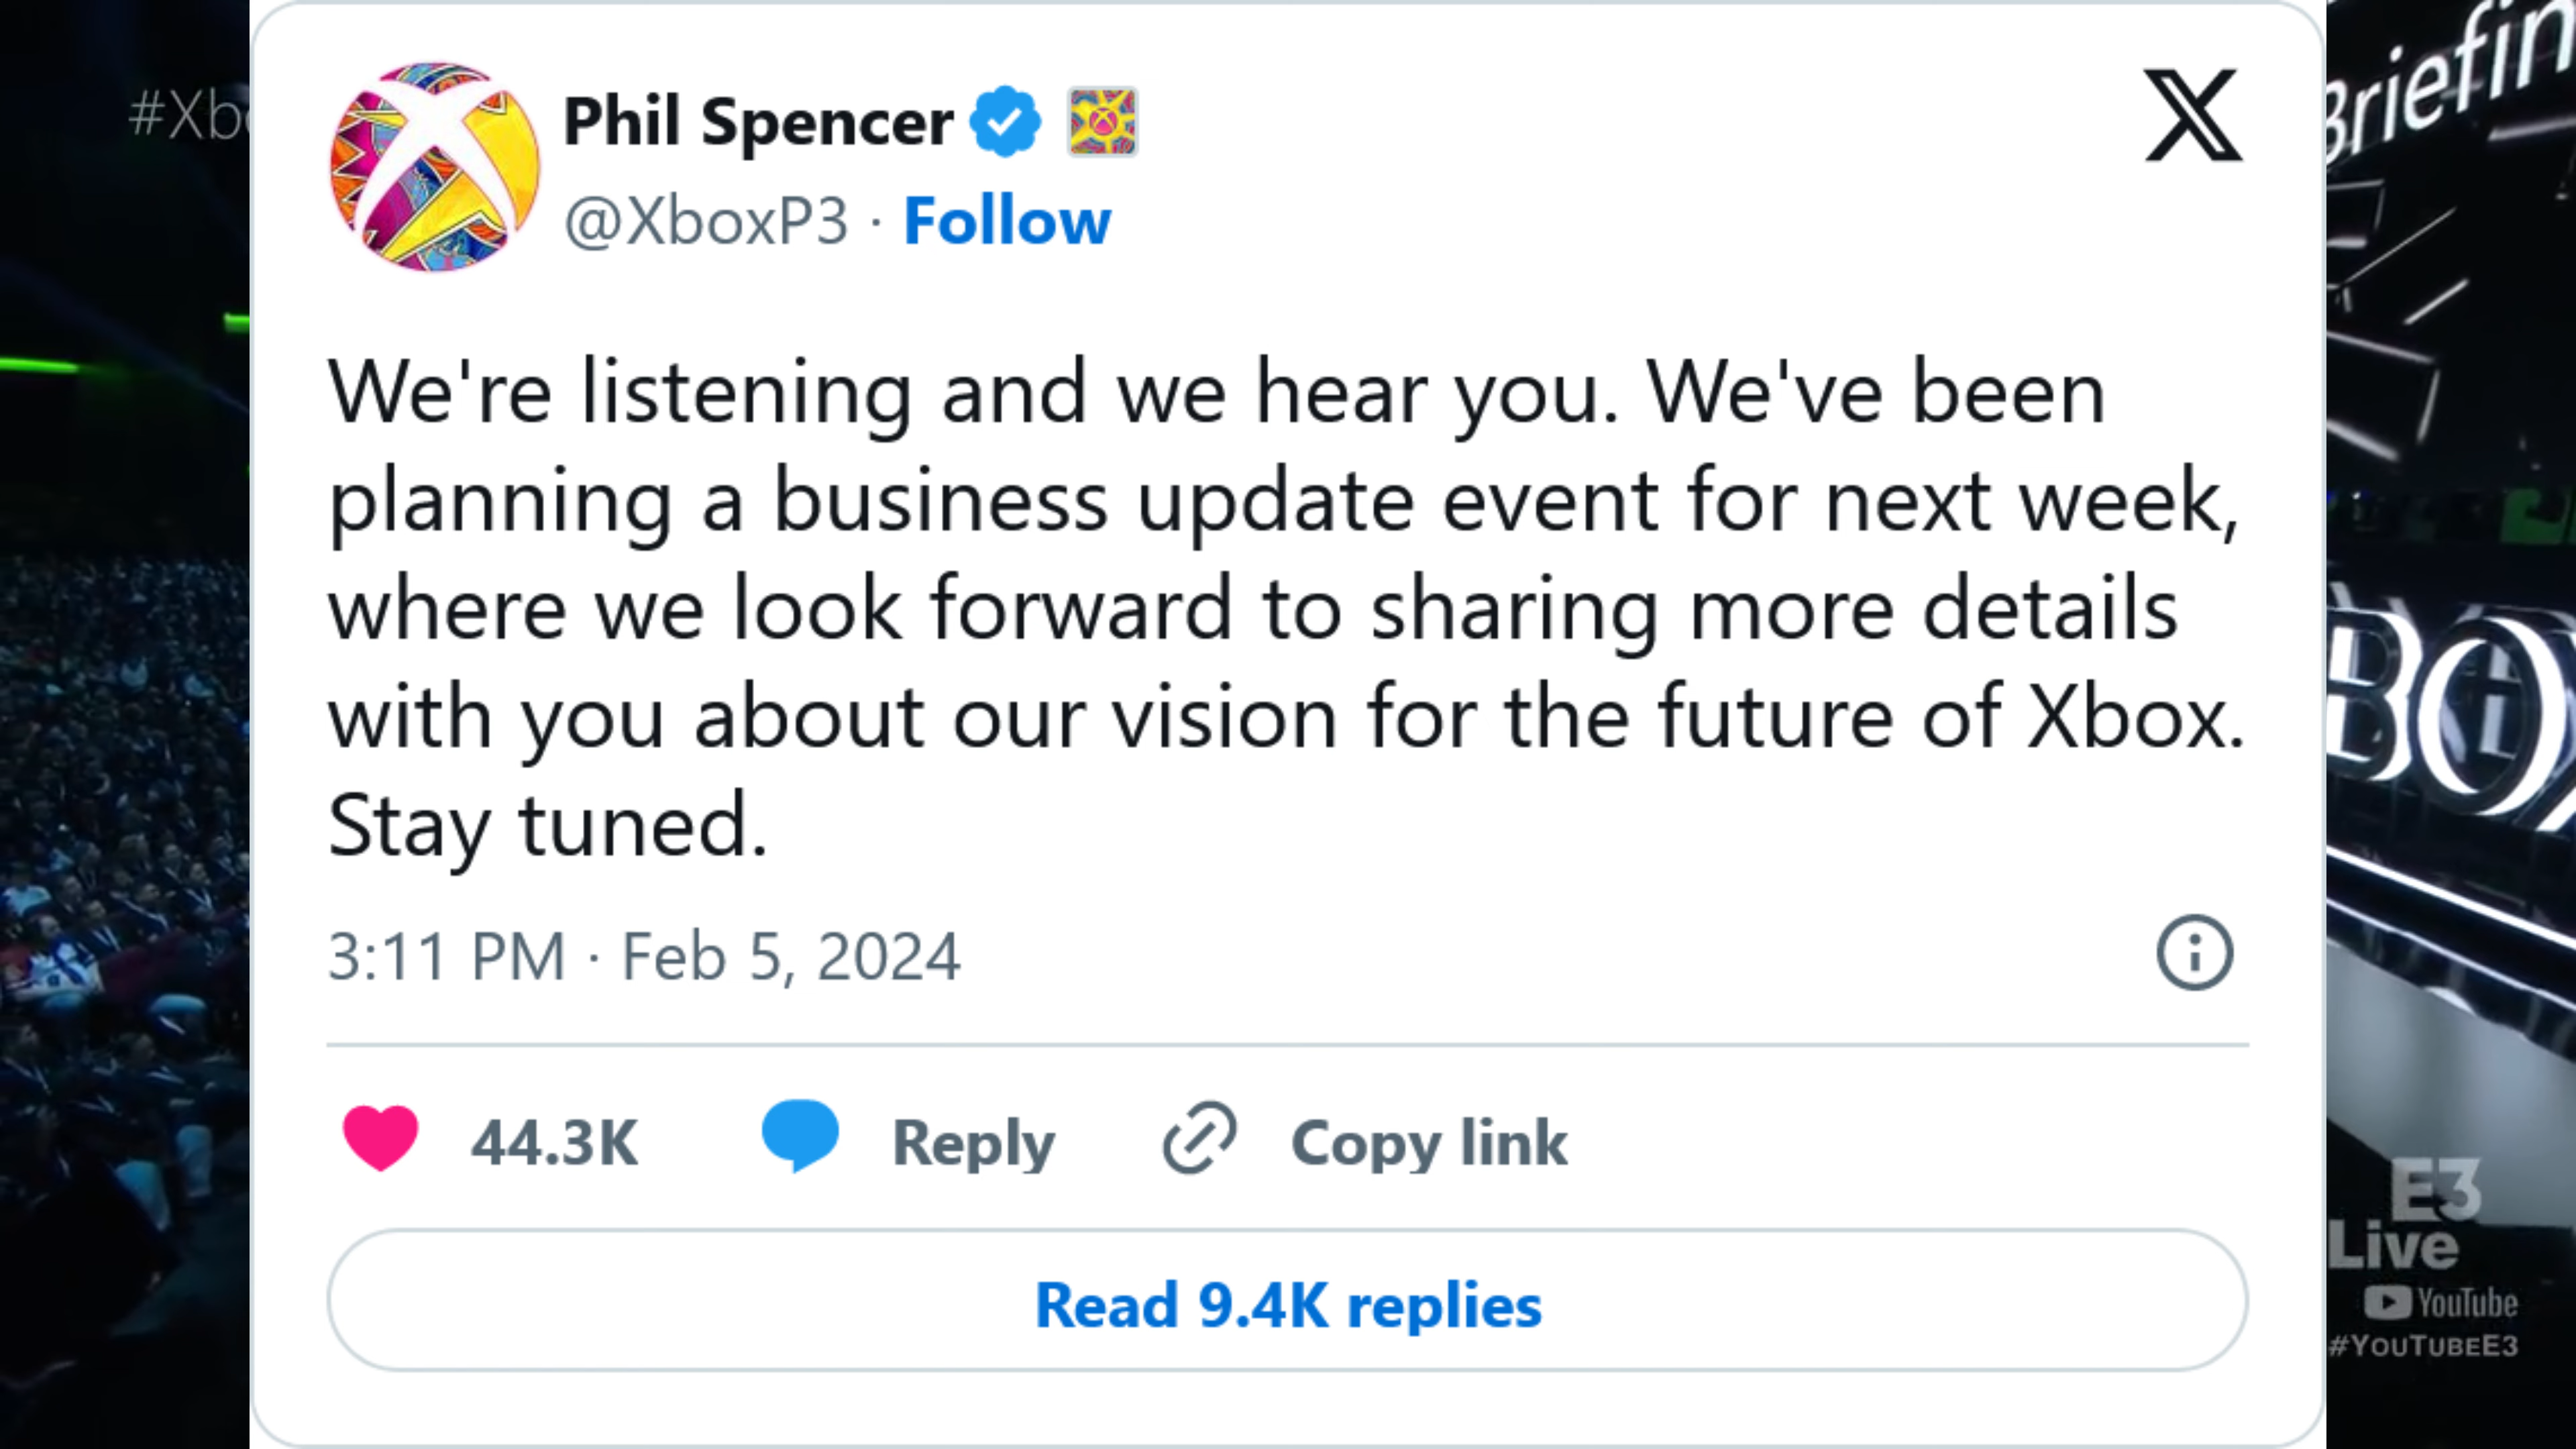 #Xb
Briefin
Phil Spencer
@XboxP3 · Follow
We're listening and we hear you. We've been
planning a business update event for next week,
where we look forward to sharing more details
with you about our vision for the future of Xbox.
Stay tuned.
3:11 PM · Feb 5, 2024
44.3K Reply Copy link
Read 9.4K replies
BOX
E3
Live
YouTube
#YOUTUBEE3